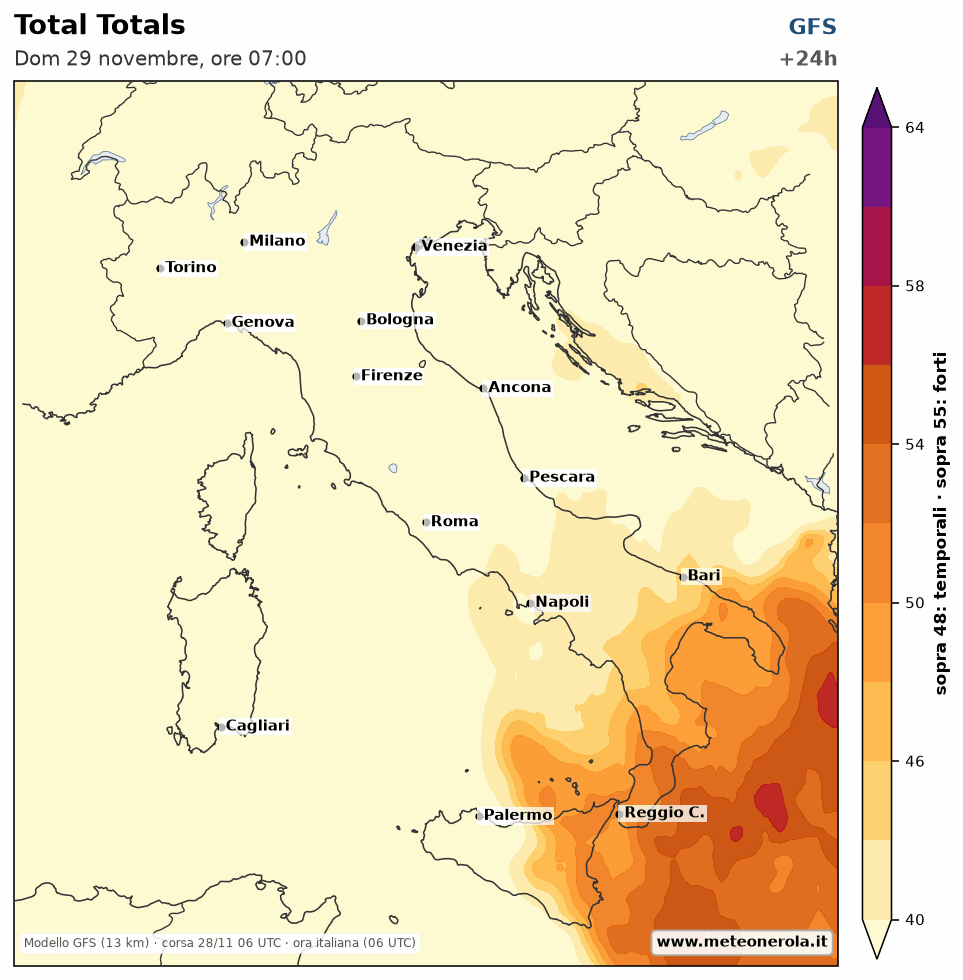 Total Totals
GFS
Dom 29 novembre, ore 07:00
+24h
64
Milano
Venezia
Torino
58
Genova
Bologna
Firenze
Ancona
54
Pescara
Roma
Bari
Napoli
50
sopra 48: temporali · sopra 55: forti
Cagliari
46
Palermo
Reggio C.
40
Modello GFS (13 km) · corsa 28/11 06 UTC · ora italiana (06 UTC)
www.meteonerola.it